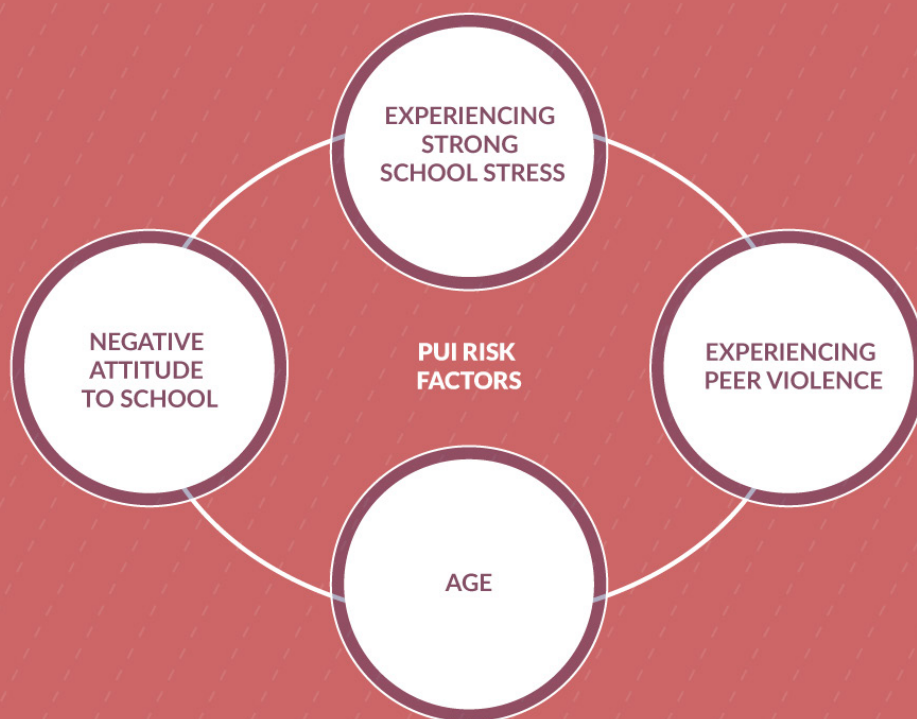 EXPERIENCING
STRONG
SCHOOL STRESS
NEGATIVE
ATTITUDE
TO SCHOOL
PUI RISK
FACTORS
EXPERIENCING
PEER VIOLENCE
AGE